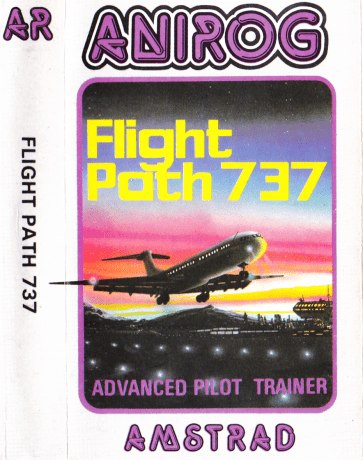 AR
FLIGHT PATH 737
ANIROG
Flight
Path 737
ADVANCED PILOT TRAINER
AMSTRAD